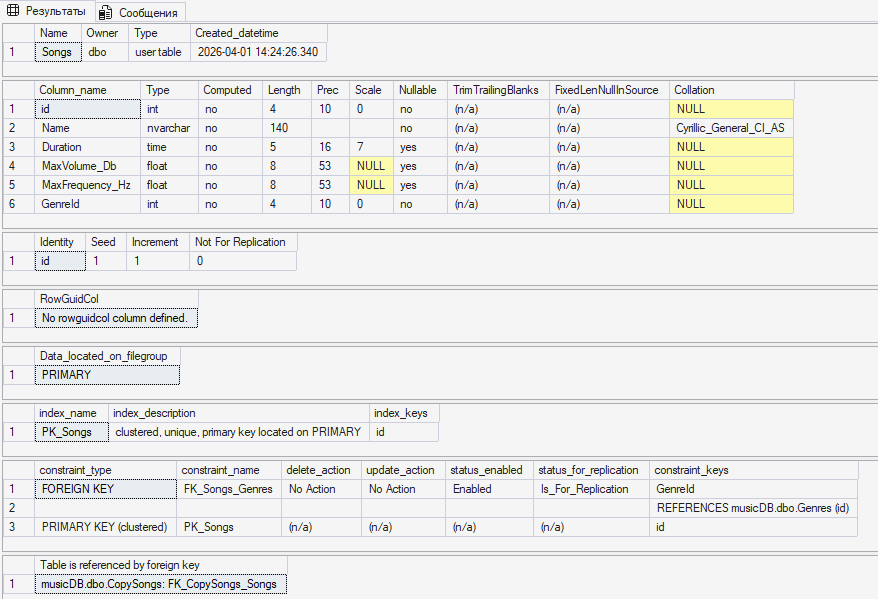 Результаты Сообщения
Name Owner Type Created_datetime
1 Songs dbo user table 2026-04-01 14:24:26.340
Column_name Type Computed Length Prec Scale Nullable TrimTrailingBlanks FixedLenNullInSource Collation
1 id int no 4 10 0 no (n/a) (n/a) NULL
2 Name nvarchar no 140 no (n/a) (n/a) Cyrillic_General_CI_AS
3 Duration time no 5 16 7 yes (n/a) (n/a) NULL
4 MaxVolume_Db float no 8 53 NULL yes (n/a) (n/a) NULL
5 MaxFrequency_Hz float no 8 53 NULL yes (n/a) (n/a) NULL
6 GenreId int no 4 10 0 no (n/a) (n/a) NULL
Identity Seed Increment Not For Replication
1 id 1 1 0
RowGuidCol
1 No rowguidcol column defined.
Data_located_on_filegroup
1 PRIMARY
index_name index_description index_keys
1 PK_Songs clustered, unique, primary key located on PRIMARY id
constraint_type constraint_name delete_action update_action status_enabled status_for_replication constraint_keys
1 FOREIGN KEY FK_Songs_Genres No Action No Action Enabled Is_For_Replication GenreId
2 REFERENCES musicDB.dbo.Genres (id)
3 PRIMARY KEY (clustered) PK_Songs (n/a) (n/a) (n/a) (n/a) id
Table is referenced by foreign key
1 musicDB.dbo.CopySongs: FK_CopySongs_Songs